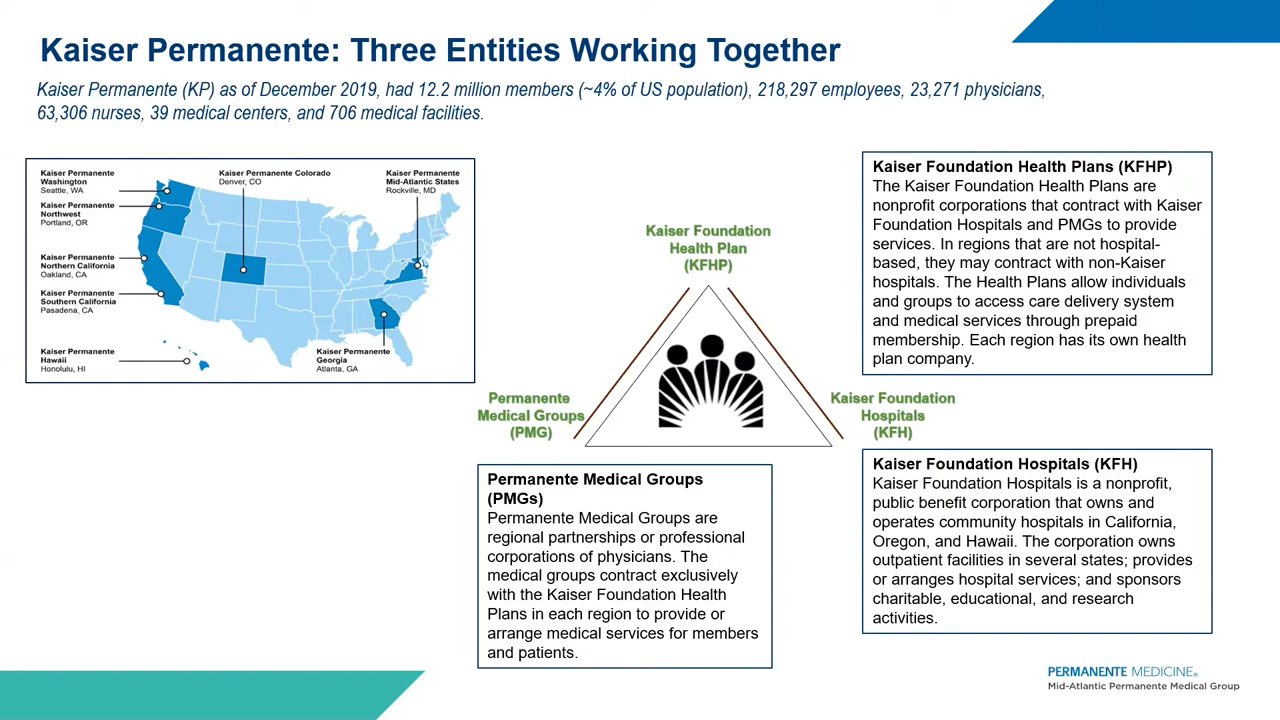 Kaiser Permanente: Three Entities Working Together
Kaiser Permanente (KP) as of December 2019, had 12.2 million members (~4% of US population), 218,297 employees, 23,271 physicians,
63,306 nurses, 39 medical centers, and 706 medical facilities.
Kaiser Permanente
Washington
Seattle, WA
Kaiser Permanente
Northwest
Portland, OR
Kaiser Permanente
Northern California
Oakland, CA
Kaiser Permanente
Southern California
Pasadena, CA
Kaiser Permanente
Hawaii
Honolulu, HI
Kaiser Permanente Colorado
Denver, CO
Kaiser Permanente
Mid-Atlantic States
Rockville, MD
Kaiser Permanente
Georgia
Atlanta, GA
Kaiser Foundation
Health Plan
(KFHP)
Permanente
Medical Groups
(PMG)
Kaiser Foundation
Hospitals
(KFH)
Kaiser Foundation Health Plans (KFHP)
The Kaiser Foundation Health Plans are
nonprofit corporations that contract with Kaiser
Foundation Hospitals and PMGs to provide
services. In regions that are not hospital-
based, they may contract with non-Kaiser
hospitals. The Health Plans allow individuals
and groups to access care delivery system
and medical services through prepaid
membership. Each region has its own health
plan company.
Permanente Medical Groups
(PMGs)
Permanente Medical Groups are
regional partnerships or professional
corporations of physicians. The
medical groups contract exclusively
with the Kaiser Foundation Health
Plans in each region to provide or
arrange medical services for members
and patients.
Kaiser Foundation Hospitals (KFH)
Kaiser Foundation Hospitals is a nonprofit,
public benefit corporation that owns and
operates community hospitals in California,
Oregon, and Hawaii. The corporation owns
outpatient facilities in several states; provides
or arranges hospital services; and sponsors
charitable, educational, and research
activities.
PERMANENTE MEDICINE®
Mid-Atlantic Permanente Medical Group